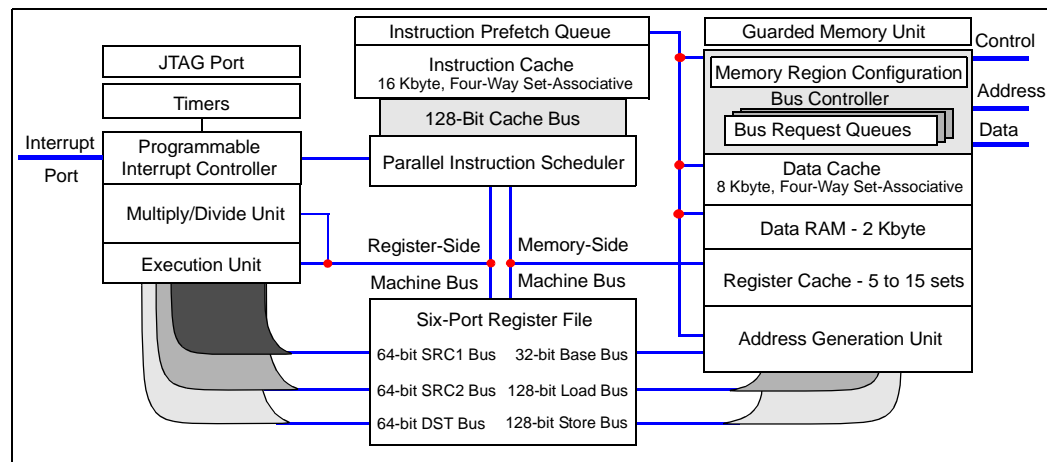 JTAG Port
Timers
Interrupt
Port
Programmable
Interrupt Controller
Multiply/Divide Unit
Execution Unit
Instruction Prefetch Queue
Instruction Cache
16 Kbyte, Four-Way Set-Associative
128-Bit Cache Bus
Parallel Instruction Scheduler
Register-Side
Machine Bus
Memory-Side
Machine Bus
Six-Port Register File
64-bit SRC1 Bus
32-bit Base Bus
64-bit SRC2 Bus
128-bit Load Bus
64-bit DST Bus
128-bit Store Bus
Guarded Memory Unit
Memory Region Configuration
Bus Controller
Bus Request Queues
Data Cache
8 Kbyte, Four-Way Set-Associative
Data RAM - 2 Kbyte
Register Cache - 5 to 15 sets
Address Generation Unit
Control
Address
Data